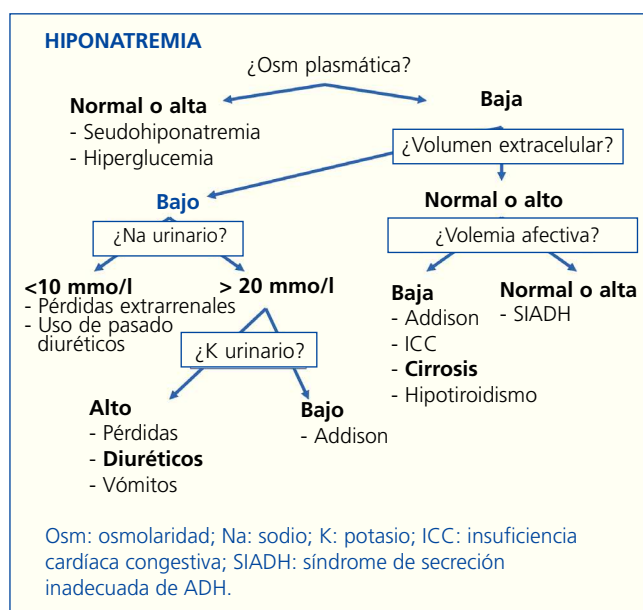 HIPONATREMIA
¿Osm plasmática?
Normal o alta
- Seudohiponatremia
- Hiperglucemia
Baja
¿Volumen extracelular?
Bajo
¿Na urinario?
<10 mmo/l
- Pérdidas extrarrenales
- Uso de pasado
diuréticos
> 20 mmo/l
¿K urinario?
Alto
- Pérdidas
- Diuréticos
- Vómitos
Bajo
- Addison
Normal o alto
¿Volemia afectiva?
Baja
- Addison
- ICC
- Cirrosis
- Hipotiroidismo
Normal o alta
- SIADH
Osm: osmolaridad; Na: sodio; K: potasio; ICC: insuficiencia
cardíaca congestiva; SIADH: síndrome de secreción
inadecuada de ADH.